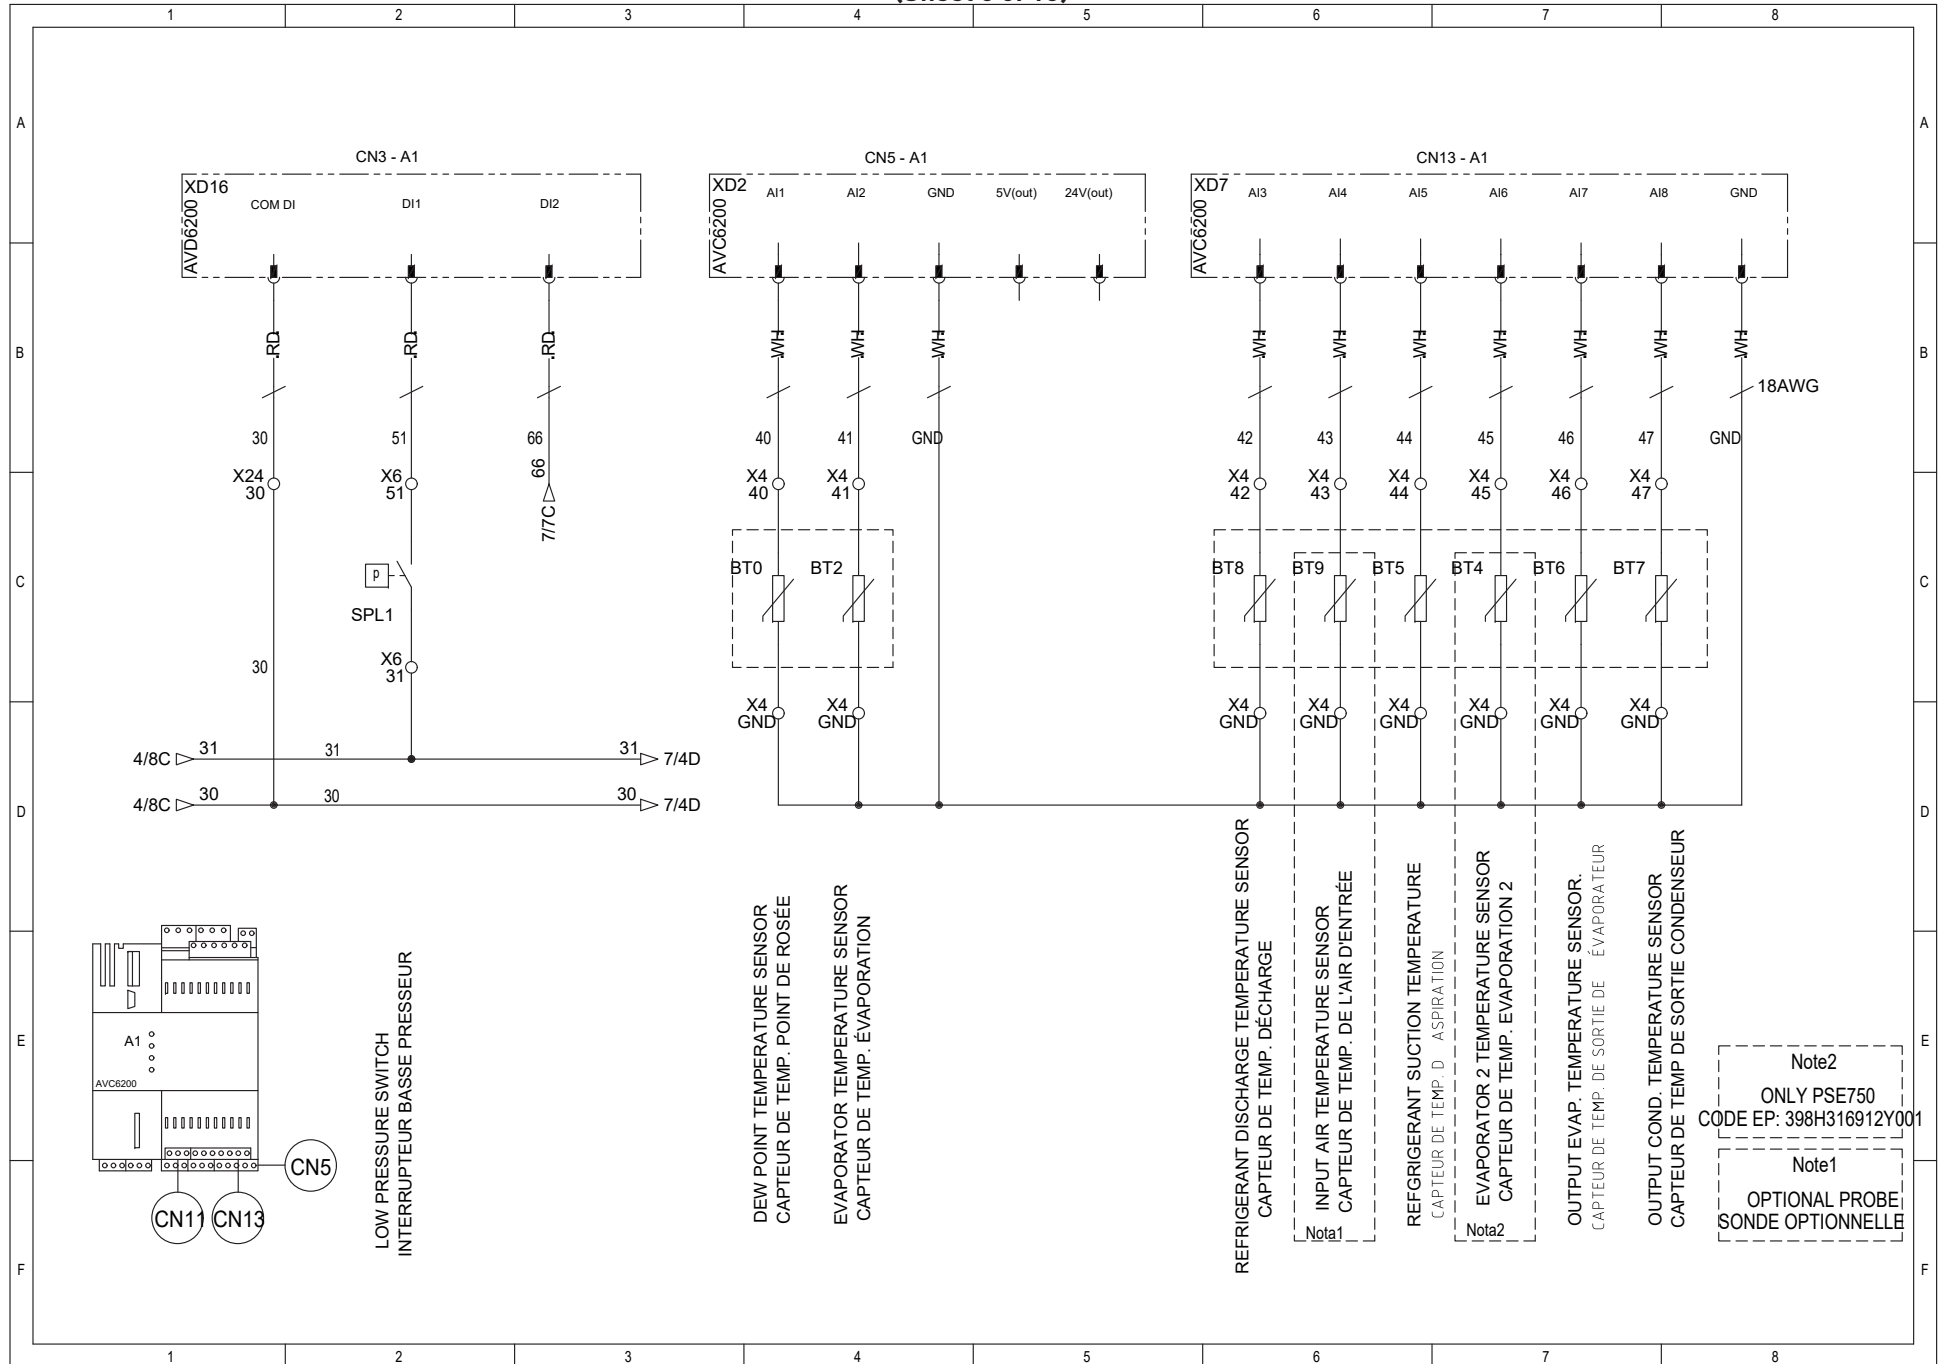 1 2 3 4 5 6 7 8
A A
CN3 - A1 CN5 - A1 CN13 - A1
XD16 COM DI DI1 DI2
AVD6200
XD2 AI1 AI2 GND 5V(out) 24V(out)
AVC6200
XD7 AI3 AI4 AI5 AI6 AI7 AI8 GND
AVC6200
B B
.RD. .RD. .RD. .WH. .WH. .WH. .WH. .WH. .WH. .WH. .WH. .WH. .WH.
18AWG
30 51 66 40 41 GND 42 43 44 45 46 47 GND
X24 X6 X4 X4 X4 X4 X4 X4 X4 X4
30 51 40 41 42 43 44 45 46 47
66
7/7C
C C
P
SPL1
BT0 BT2 BT8 BT9 BT5 BT4 BT6 BT7
30
X6
31
X4 X4 X4 X4 X4 X4 X4 X4
GND GND GND GND GND GND GND GND
4/8C 31 31 31 7/4D
4/8C 30 30 30 7/4D
D D
LOW PRESSURE SWITCH
INTERRUPTEUR BASSE PRESSEUR
DEW POINT TEMPERATURE SENSOR
CAPTEUR DE TEMP. POINT DE ROSÉE
EVAPORATOR TEMPERATURE SENSOR
CAPTEUR DE TEMP. ÉVAPORATION
REFRIGERANT DISCHARGE TEMPERATURE SENSOR
CAPTEUR DE TEMP. DÉCHARGE
INPUT AIR TEMPERATURE SENSOR
CAPTEUR DE TEMP. DE L'AIR D'ENTRÉE
Nota1
REFGRIGERANT SUCTION TEMPERATURE
CAPTEUR DE TEMP. D ASPIRATION
EVAPORATOR 2 TEMPERATURE SENSOR
CAPTEUR DE TEMP. EVAPORATION 2
Nota2
OUTPUT EVAP. TEMPERATURE SENSOR.
CAPTEUR DE TEMP. DE SORTIE DE ÉVAPORATEUR
OUTPUT COND. TEMPERATURE SENSOR
CAPTEUR DE TEMP DE SORTIE CONDENSEUR
E E
A1
AVC6200
CN5
CN11 CN13
Note2
ONLY PSE750
CODE EP: 398H316912Y001
Note1
OPTIONAL PROBE
SONDE OPTIONNELLE
F F
1 2 3 4 5 6 7 8